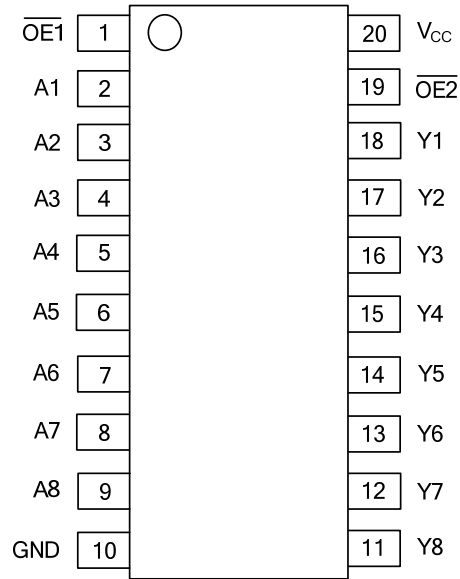 OE1 1 20 VCC
A1 2 19 OE2
A2 3 18 Y1
A3 4 17 Y2
A4 5 16 Y3
A5 6 15 Y4
A6 7 14 Y5
A7 8 13 Y6
A8 9 12 Y7
GND 10 11 Y8